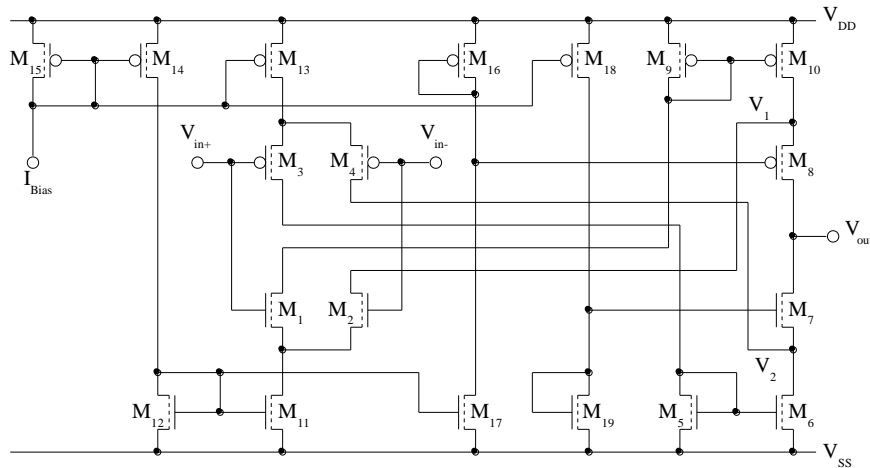 V_DD
M_15
M_14
M_13
M_16
M_18
M_9
M_10
V_1
V_in+
V_in-
M_3
M_4
M_8
I_Bias
V_out
M_1
M_2
M_7
V_2
M_12
M_11
M_17
M_19
M_5
M_6
V_SS